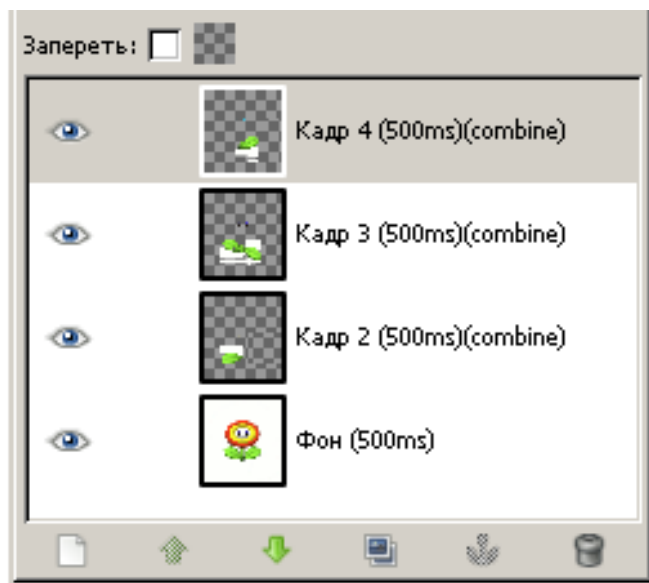 Запереть:
Кадр 4 (500ms)(combine)
Кадр 3 (500ms)(combine)
Кадр 2 (500ms)(combine)
Фон (500ms)